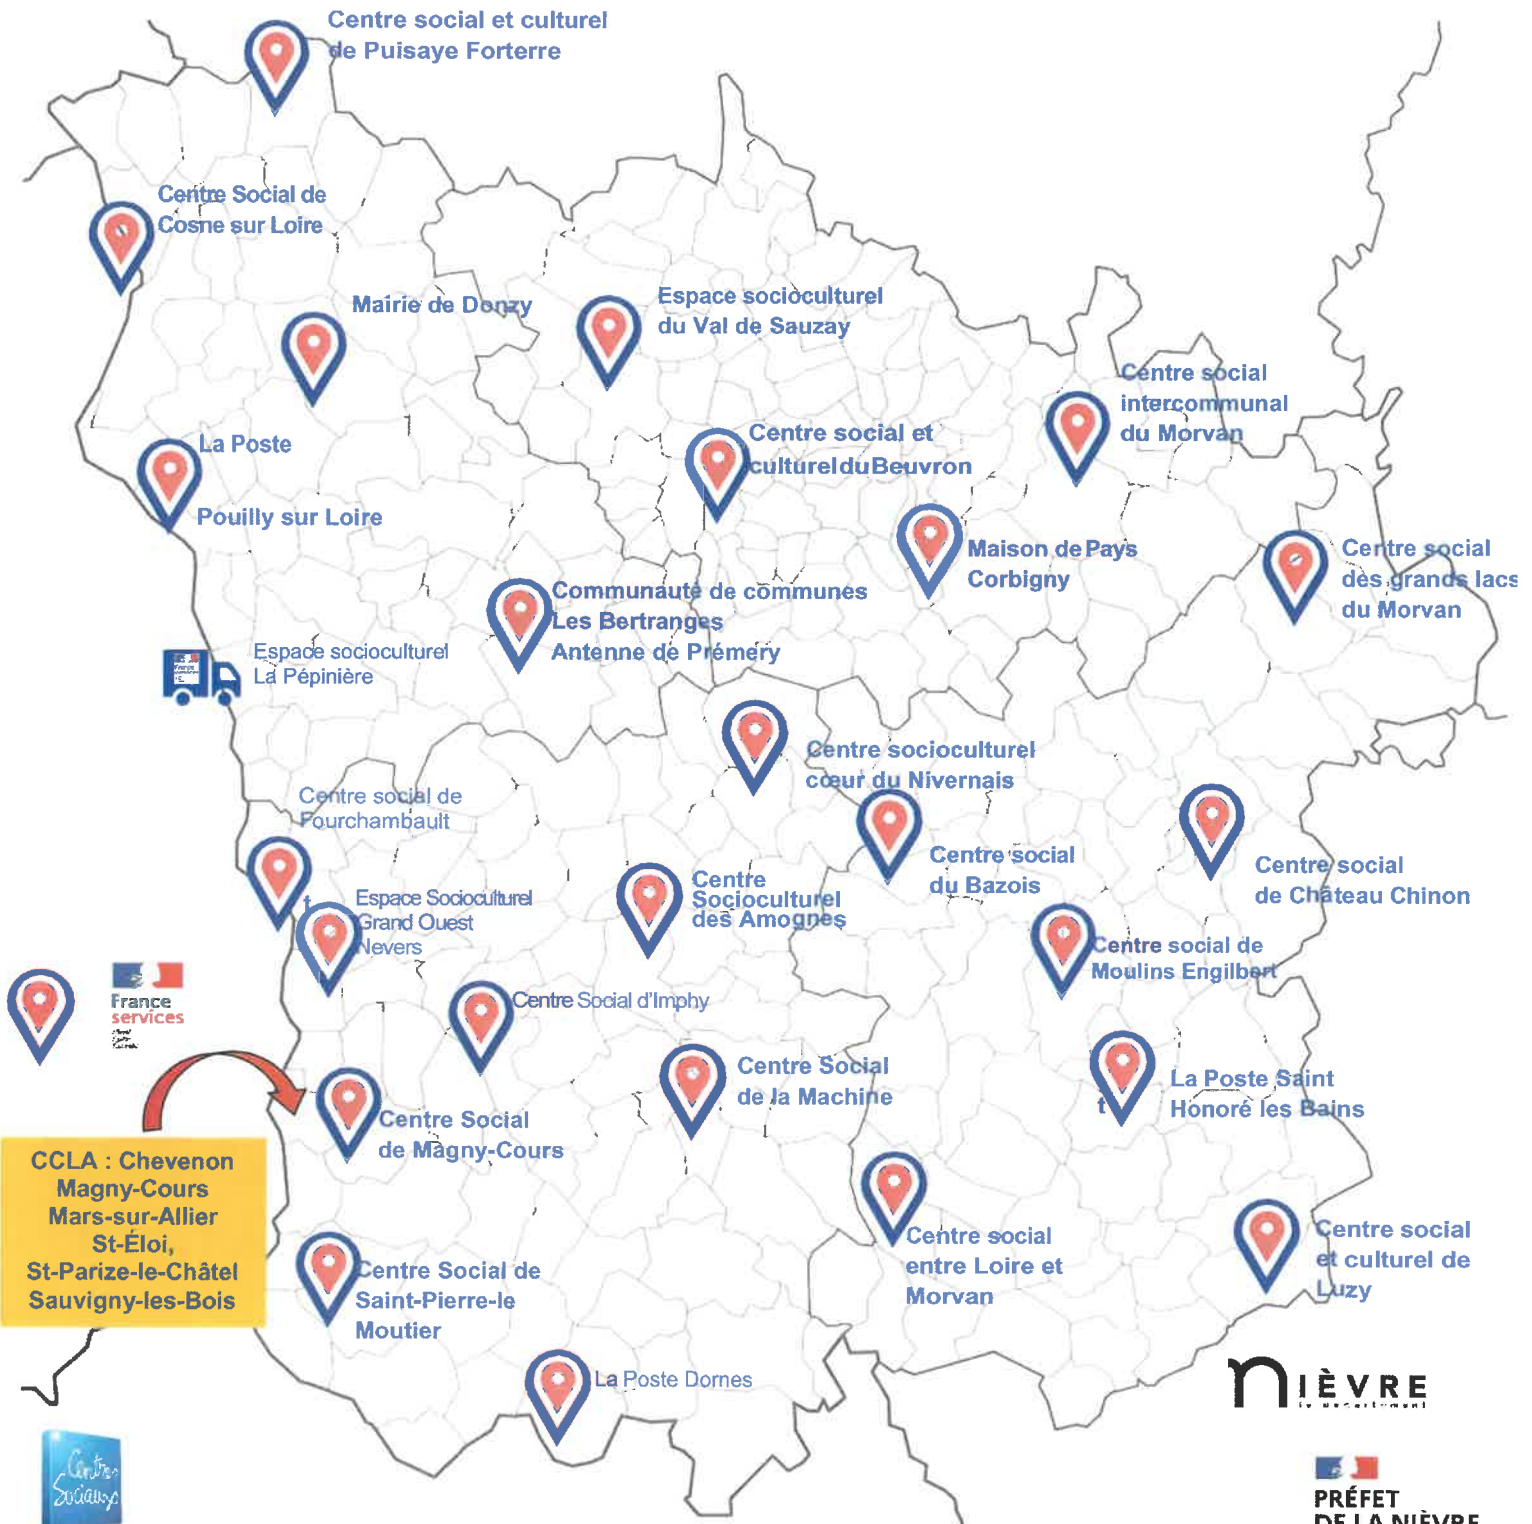 Centre social et culturel
de Puisaye Forterre
Centre Social de
Cosne sur Loire
Mairie de Donzy
Espace socioculturel
du Val de Sauzay
Centre social
intercommunal
du Morvan
La Poste
Pouilly sur Loire
Centre social et
culturel du Beuvron
Maison de Pays
Corbigny
Centre social
des grands lacs
du Morvan
Communauté de communes
Les Bertranges
Antenne de Prémery
Espace socioculturel
La Pépinière
Centre socioculturel
cœur du Nivernais
Centre social de
Fourchambault
Centre social
du Bazois
Centre social
de Château Chinon
Centre
Socioculturel
des Amognes
t
Espace Socioculturel
Grand Ouest
Nevers
Centre social de
Moulins Engilbert
France
services
Centre Social d'Imphy
Centre Social
de la Machine
La Poste Saint
Honoré les Bains
t
Centre Social
de Magny-Cours
CCLA : Chevenon
Magny-Cours
Mars-sur-Allier
St-Éloi,
St-Parize-le-Châtel
Sauvigny-les-Bois
Centre social
entre Loire et
Morvan
Centre social
et culturel de
Luzy
Centre Social de
Saint-Pierre-le
Moutier
La Poste Dornes
nIÈVRE
le département
Centres
Sociaux
PRÉFET
DE LA NIÈVRE